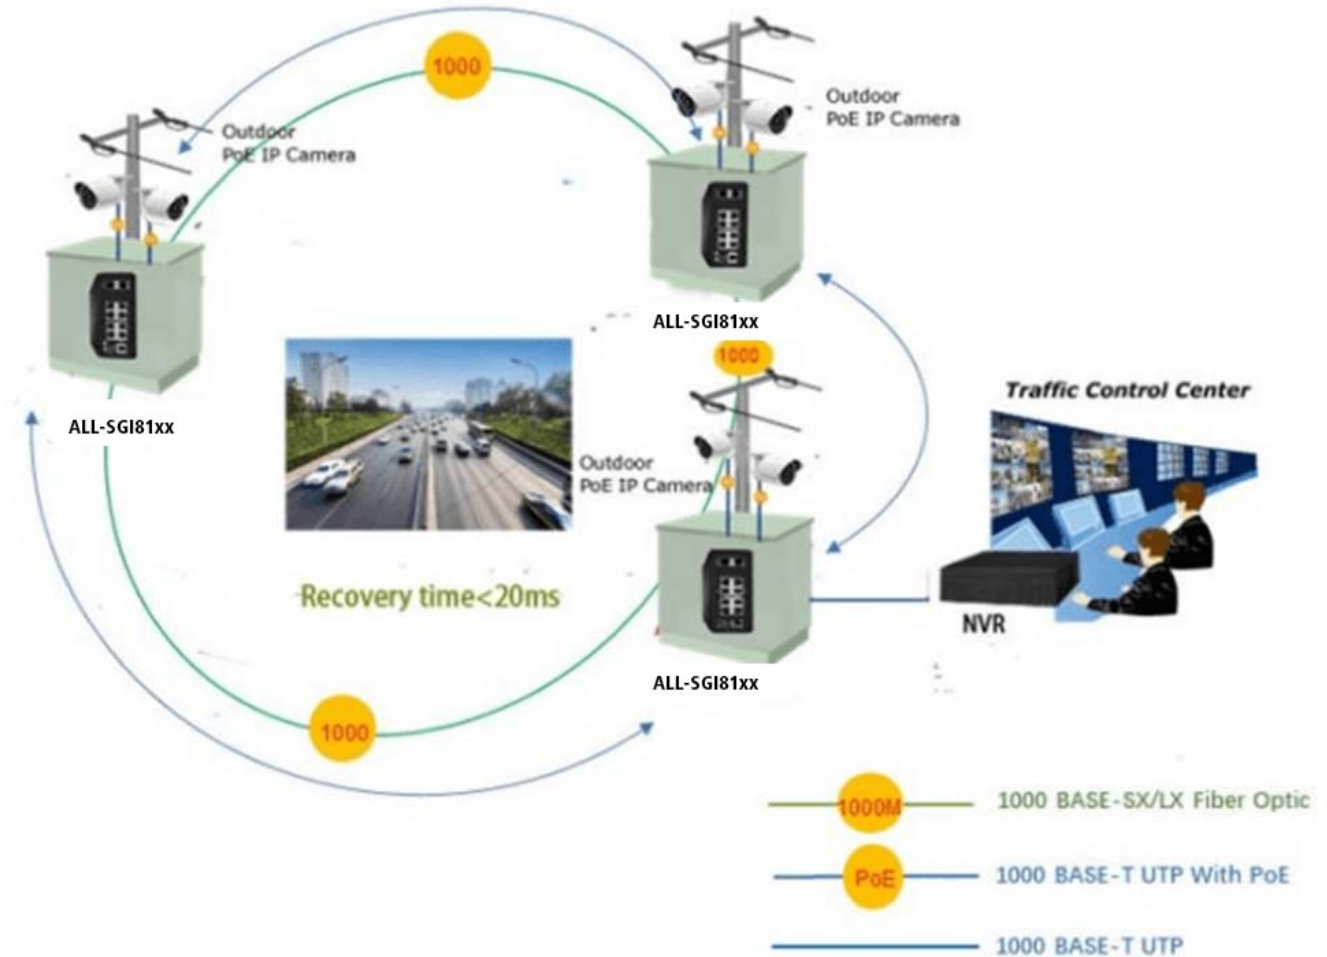 1000
Outdoor
PoE IP Camera
Outdoor
PoE IP Camera
ALL-SGI81xx
1000
ALL-SGI81xx
Traffic Control Center
Outdoor
PoE IP Camera
Recovery time<20ms
NVR
ALL-SGI81xx
1000
1000M
1000 BASE-SX/LX Fiber Optic
PoE
1000 BASE-T UTP With PoE
1000 BASE-T UTP